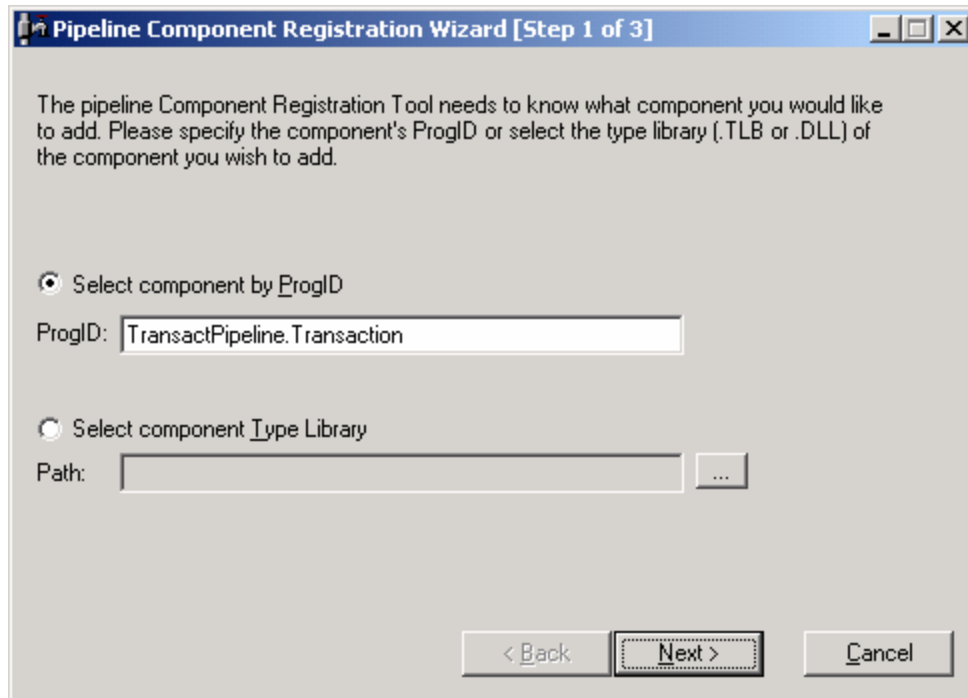 Pipeline Component Registration Wizard [Step 1 of 3]
The pipeline Component Registration Tool needs to know what component you would like
to add. Please specify the component's ProgID or select the type library (.TLB or .DLL) of
the component you wish to add.
Select component by ProgID
ProgID: TransactPipeline.Transaction
Select component Type Library
Path: ...
< Back Next > Cancel